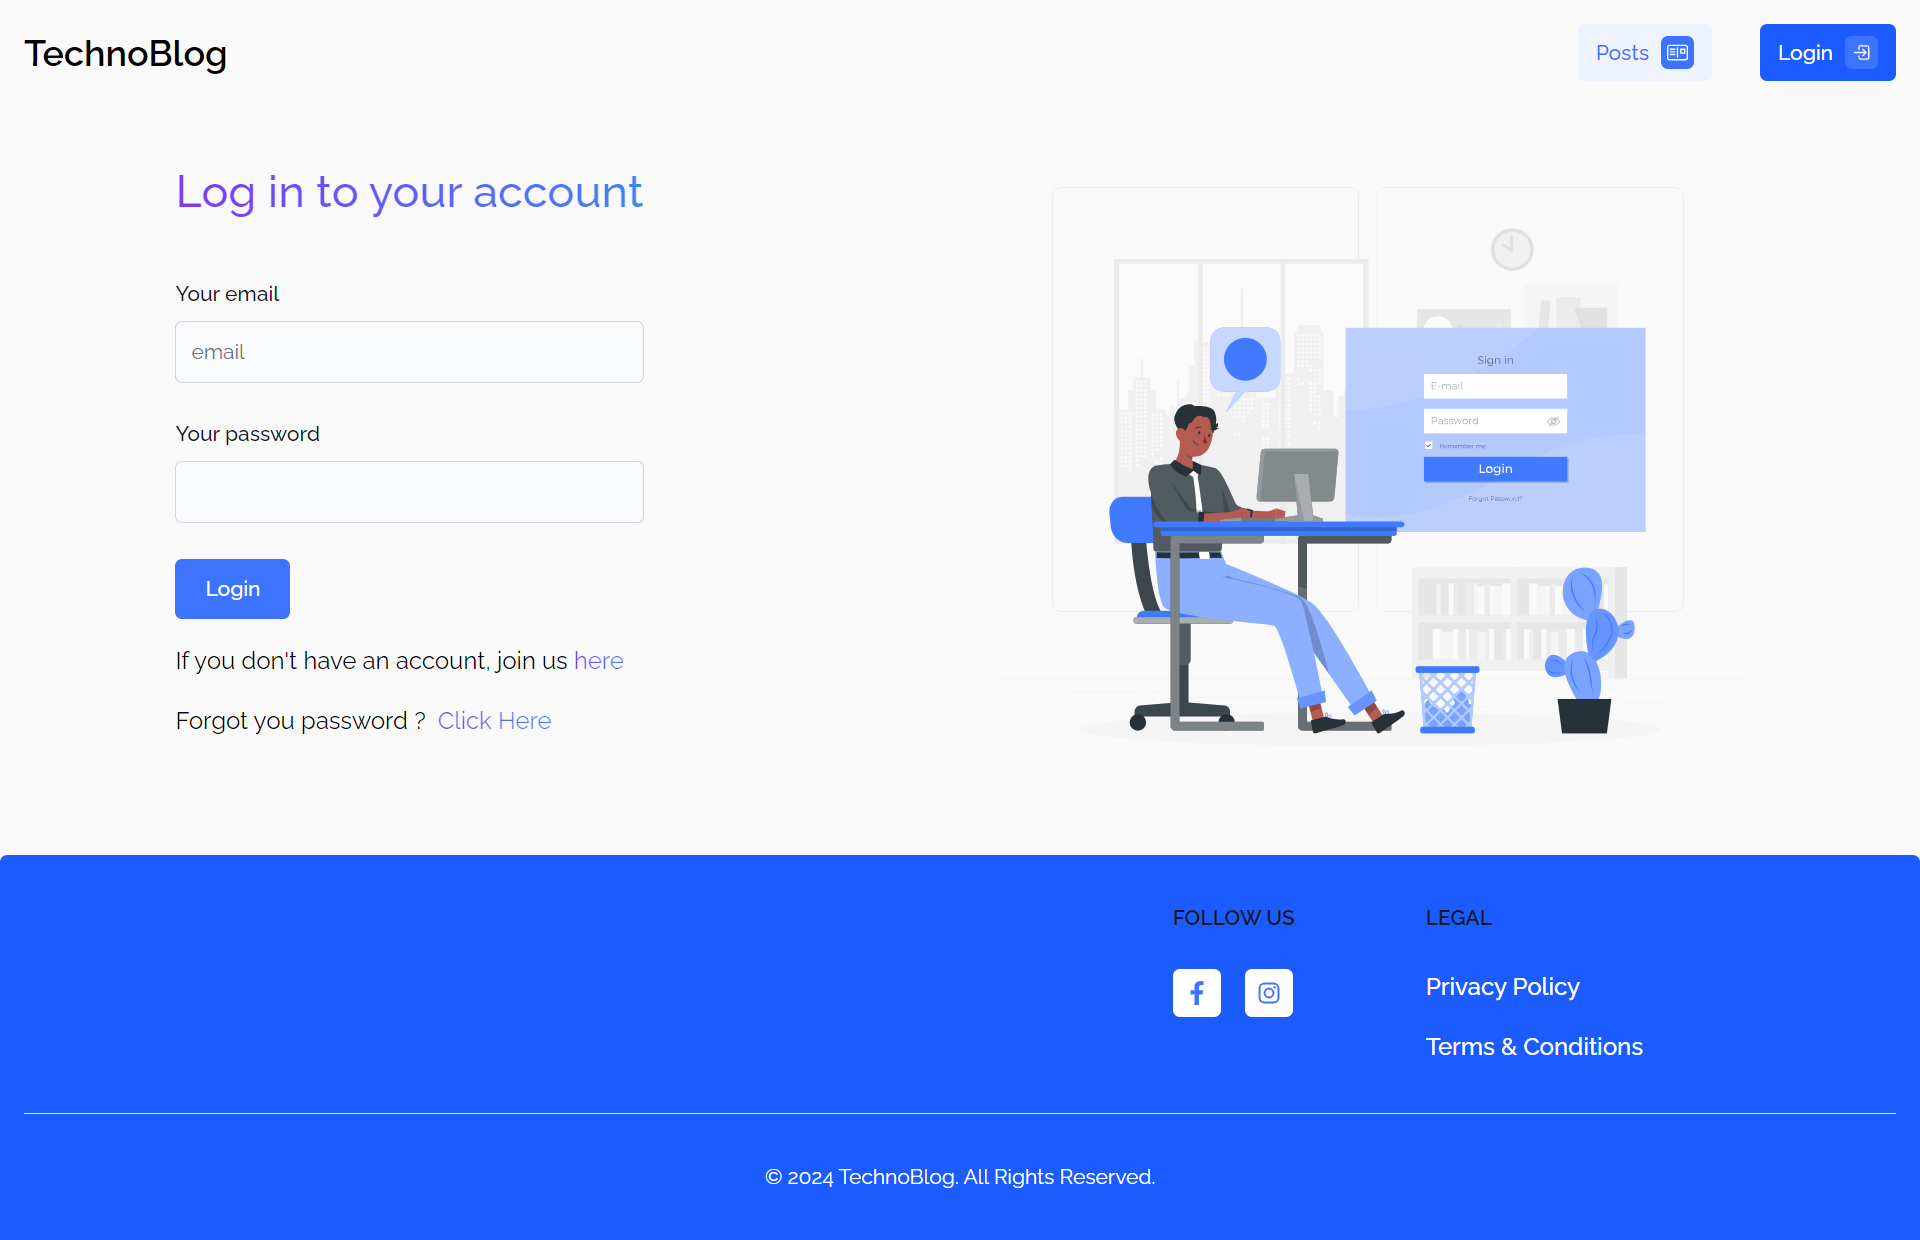 TechnoBlog
Posts
Login
Log in to your account
Your email
email
Your password
Login
If you don't have an account, join us here
Forgot you password ? Click Here
Sign in
E-mail
Password
Remember me
Login
Forgot Password?
FOLLOW US
LEGAL
Privacy Policy
Terms & Conditions
© 2024 TechnoBlog. All Rights Reserved.